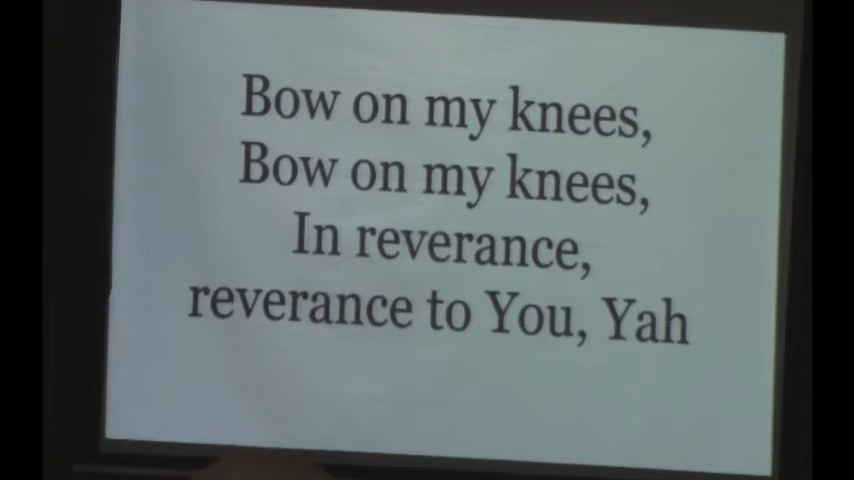 Bow on my knees,
Bow on my knees,
In reverance,
reverance to You, Yah